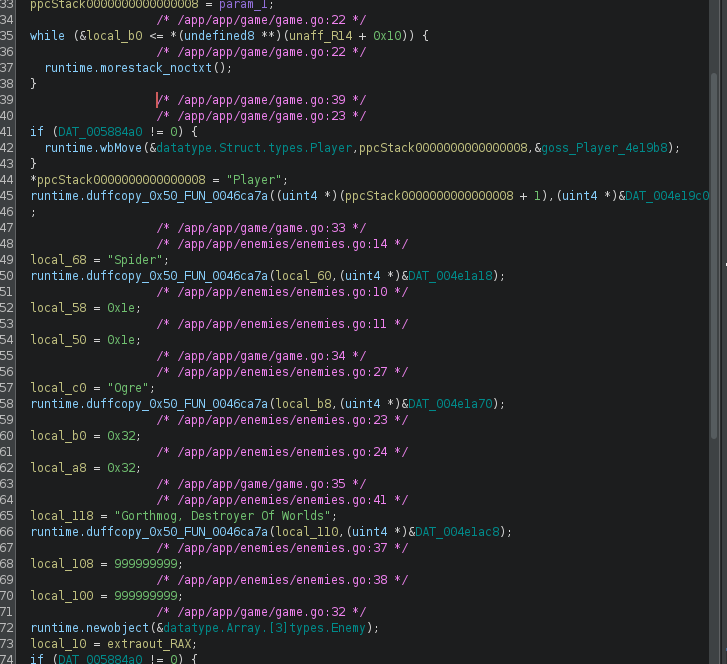 33 ppcStack0000000000000008 = param_1;
34 /* /app/app/game/game.go:22 */
35 while (&local_b0 <= *(undefined8 **)(unaff_R14 + 0x10)) {
36 /* /app/app/game/game.go:22 */
37 runtime.morestack_noctxt();
38 }
39 /* /app/app/game/game.go:39 */
40 /* /app/app/game/game.go:23 */
41 if (DAT_005884a0 != 0) {
42 runtime.wbMove(&datatype.Struct.types.Player,ppcStack0000000000000008,&goss_Player_4e19b8);
43 }
44 *ppcStack0000000000000008 = "Player";
45 runtime.duffcopy_0x50_FUN_0046ca7a((uint4 *)(ppcStack0000000000000008 + 1),(uint4 *)&DAT_004e19c0
46 ;
47 /* /app/app/game/game.go:33 */
48 /* /app/app/enemies/enemies.go:14 */
49 local_68 = "Spider";
50 runtime.duffcopy_0x50_FUN_0046ca7a(local_60,(uint4 *)&DAT_004e1a18);
51 /* /app/app/enemies/enemies.go:10 */
52 local_58 = 0x1e;
53 /* /app/app/enemies/enemies.go:11 */
54 local_50 = 0x1e;
55 /* /app/app/game/game.go:34 */
56 /* /app/app/enemies/enemies.go:27 */
57 local_c0 = "Ogre";
58 runtime.duffcopy_0x50_FUN_0046ca7a(local_b8,(uint4 *)&DAT_004e1a70);
59 /* /app/app/enemies/enemies.go:23 */
60 local_b0 = 0x32;
61 /* /app/app/enemies/enemies.go:24 */
62 local_a8 = 0x32;
63 /* /app/app/game/game.go:35 */
64 /* /app/app/enemies/enemies.go:41 */
65 local_118 = "Gorthmog, Destroyer Of Worlds";
66 runtime.duffcopy_0x50_FUN_0046ca7a(local_110,(uint4 *)&DAT_004e1ac8);
67 /* /app/app/enemies/enemies.go:37 */
68 local_108 = 999999999;
69 /* /app/app/enemies/enemies.go:38 */
70 local_100 = 999999999;
71 /* /app/app/game/game.go:32 */
72 runtime.newobject(&datatype.Array.[3]types.Enemy);
73 local_10 = extraout_RAX;
74 if (DAT_005884a0 != 0) {